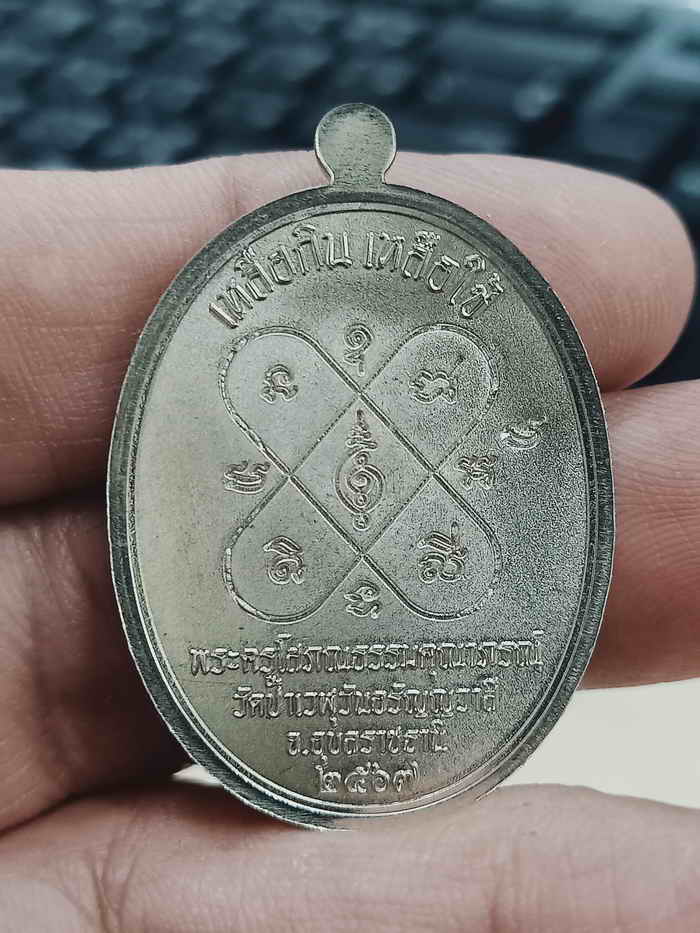 เหลือกิน เหลือใช้
พระครูโสภณธรรมคุณาภรณ์
วัดป่าเวฬุวันอรัญญวาสี
จ.อุบลราชธานี
๒๕๖๗